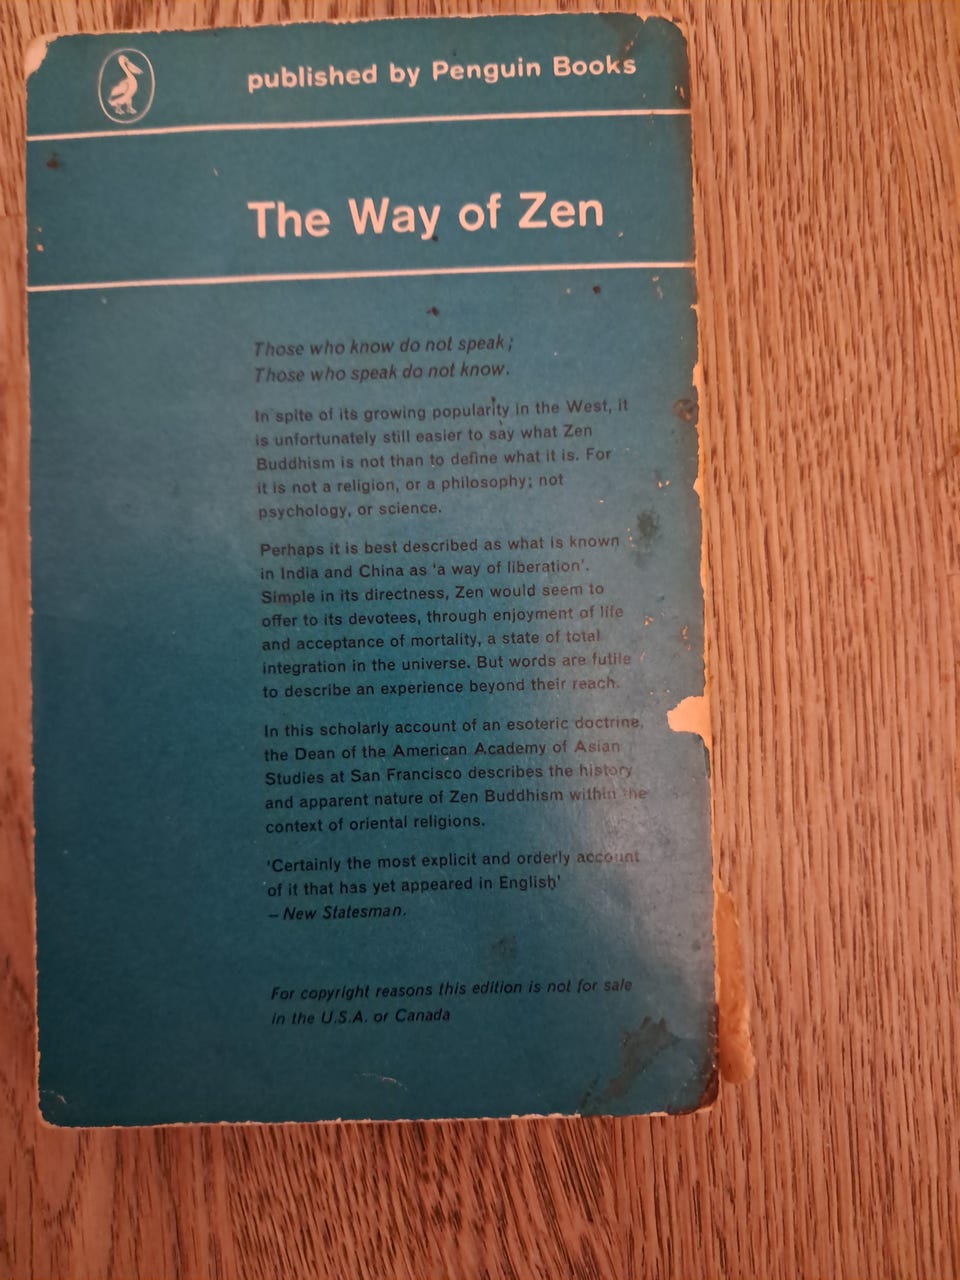 published by Penguin Books
The Way of Zen
Those who know do not speak;
Those who speak do not know.
In spite of its growing popularity in the West, it
is unfortunately still easier to say what Zen
Buddhism is not than to define what it is. For
it is not a religion, or a philosophy; not
psychology, or science.
Perhaps it is best described as what is known
in India and China as ‘a way of liberation’.
Simple in its directness, Zen would seem to
offer to its devotees, through enjoyment of life
and acceptance of mortality, a state of total
integration in the universe. But words are futile
to describe an experience beyond their reach.
In this scholarly account of an esoteric doctrine,
the Dean of the American Academy of Asian
Studies at San Francisco describes the history
and apparent nature of Zen Buddhism within the
context of oriental religions.
‘Certainly the most explicit and orderly account
of it that has yet appeared in English’
– New Statesman.
For copyright reasons this edition is not for sale
in the U.S.A. or Canada